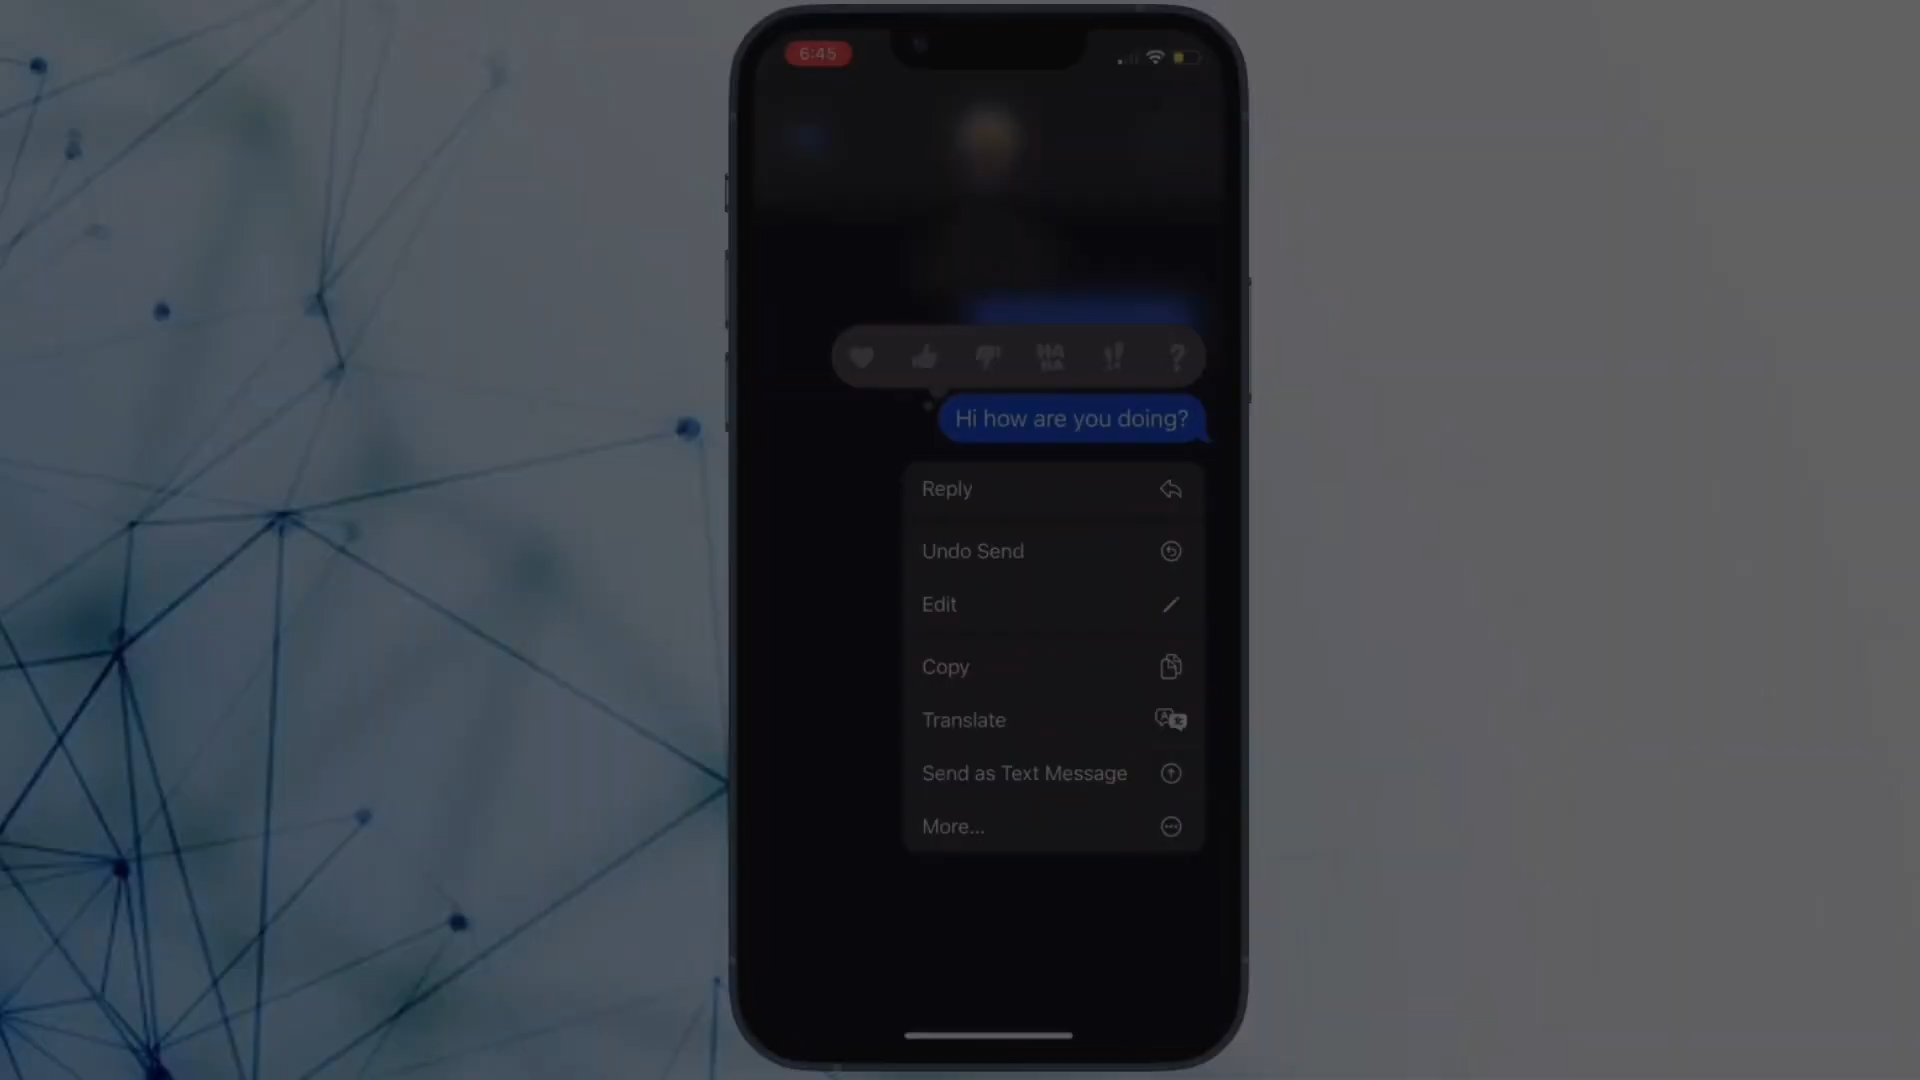 6:45
HA
HA
Hi how are you doing?
Reply
Undo Send
Edit
Copy
Translate
Send as Text Message
More...